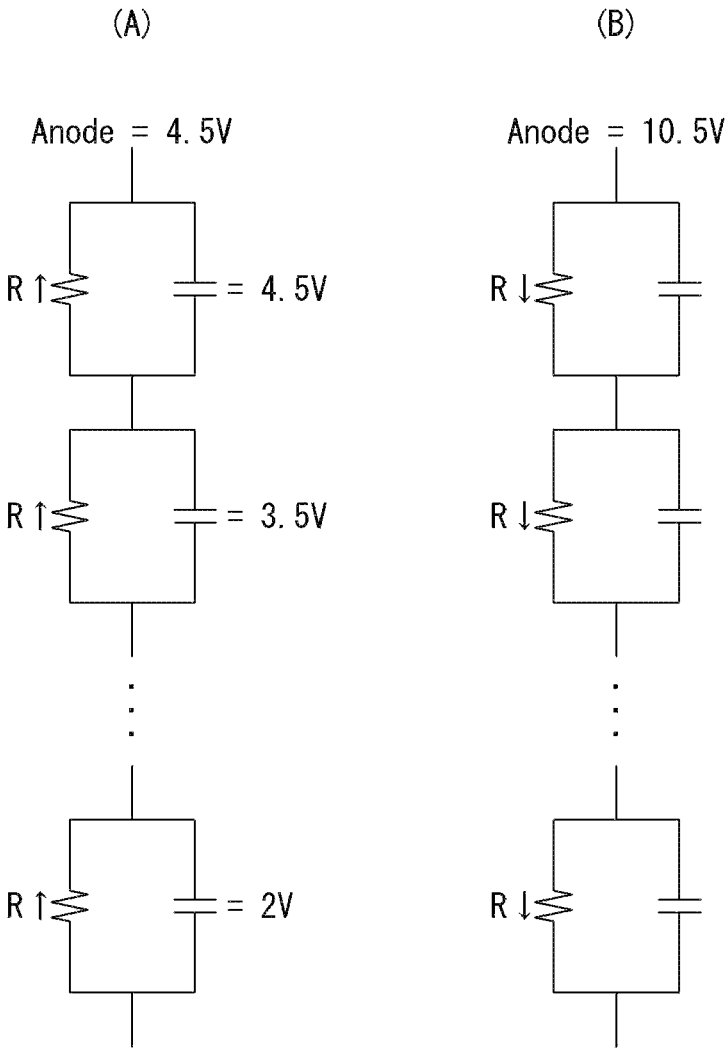 (A)
(B)
Anode = 4.5V
Anode = 10.5V
R↑
= 4.5V
R↓
R↑
= 3.5V
R↓
R↑
= 2V
R↓